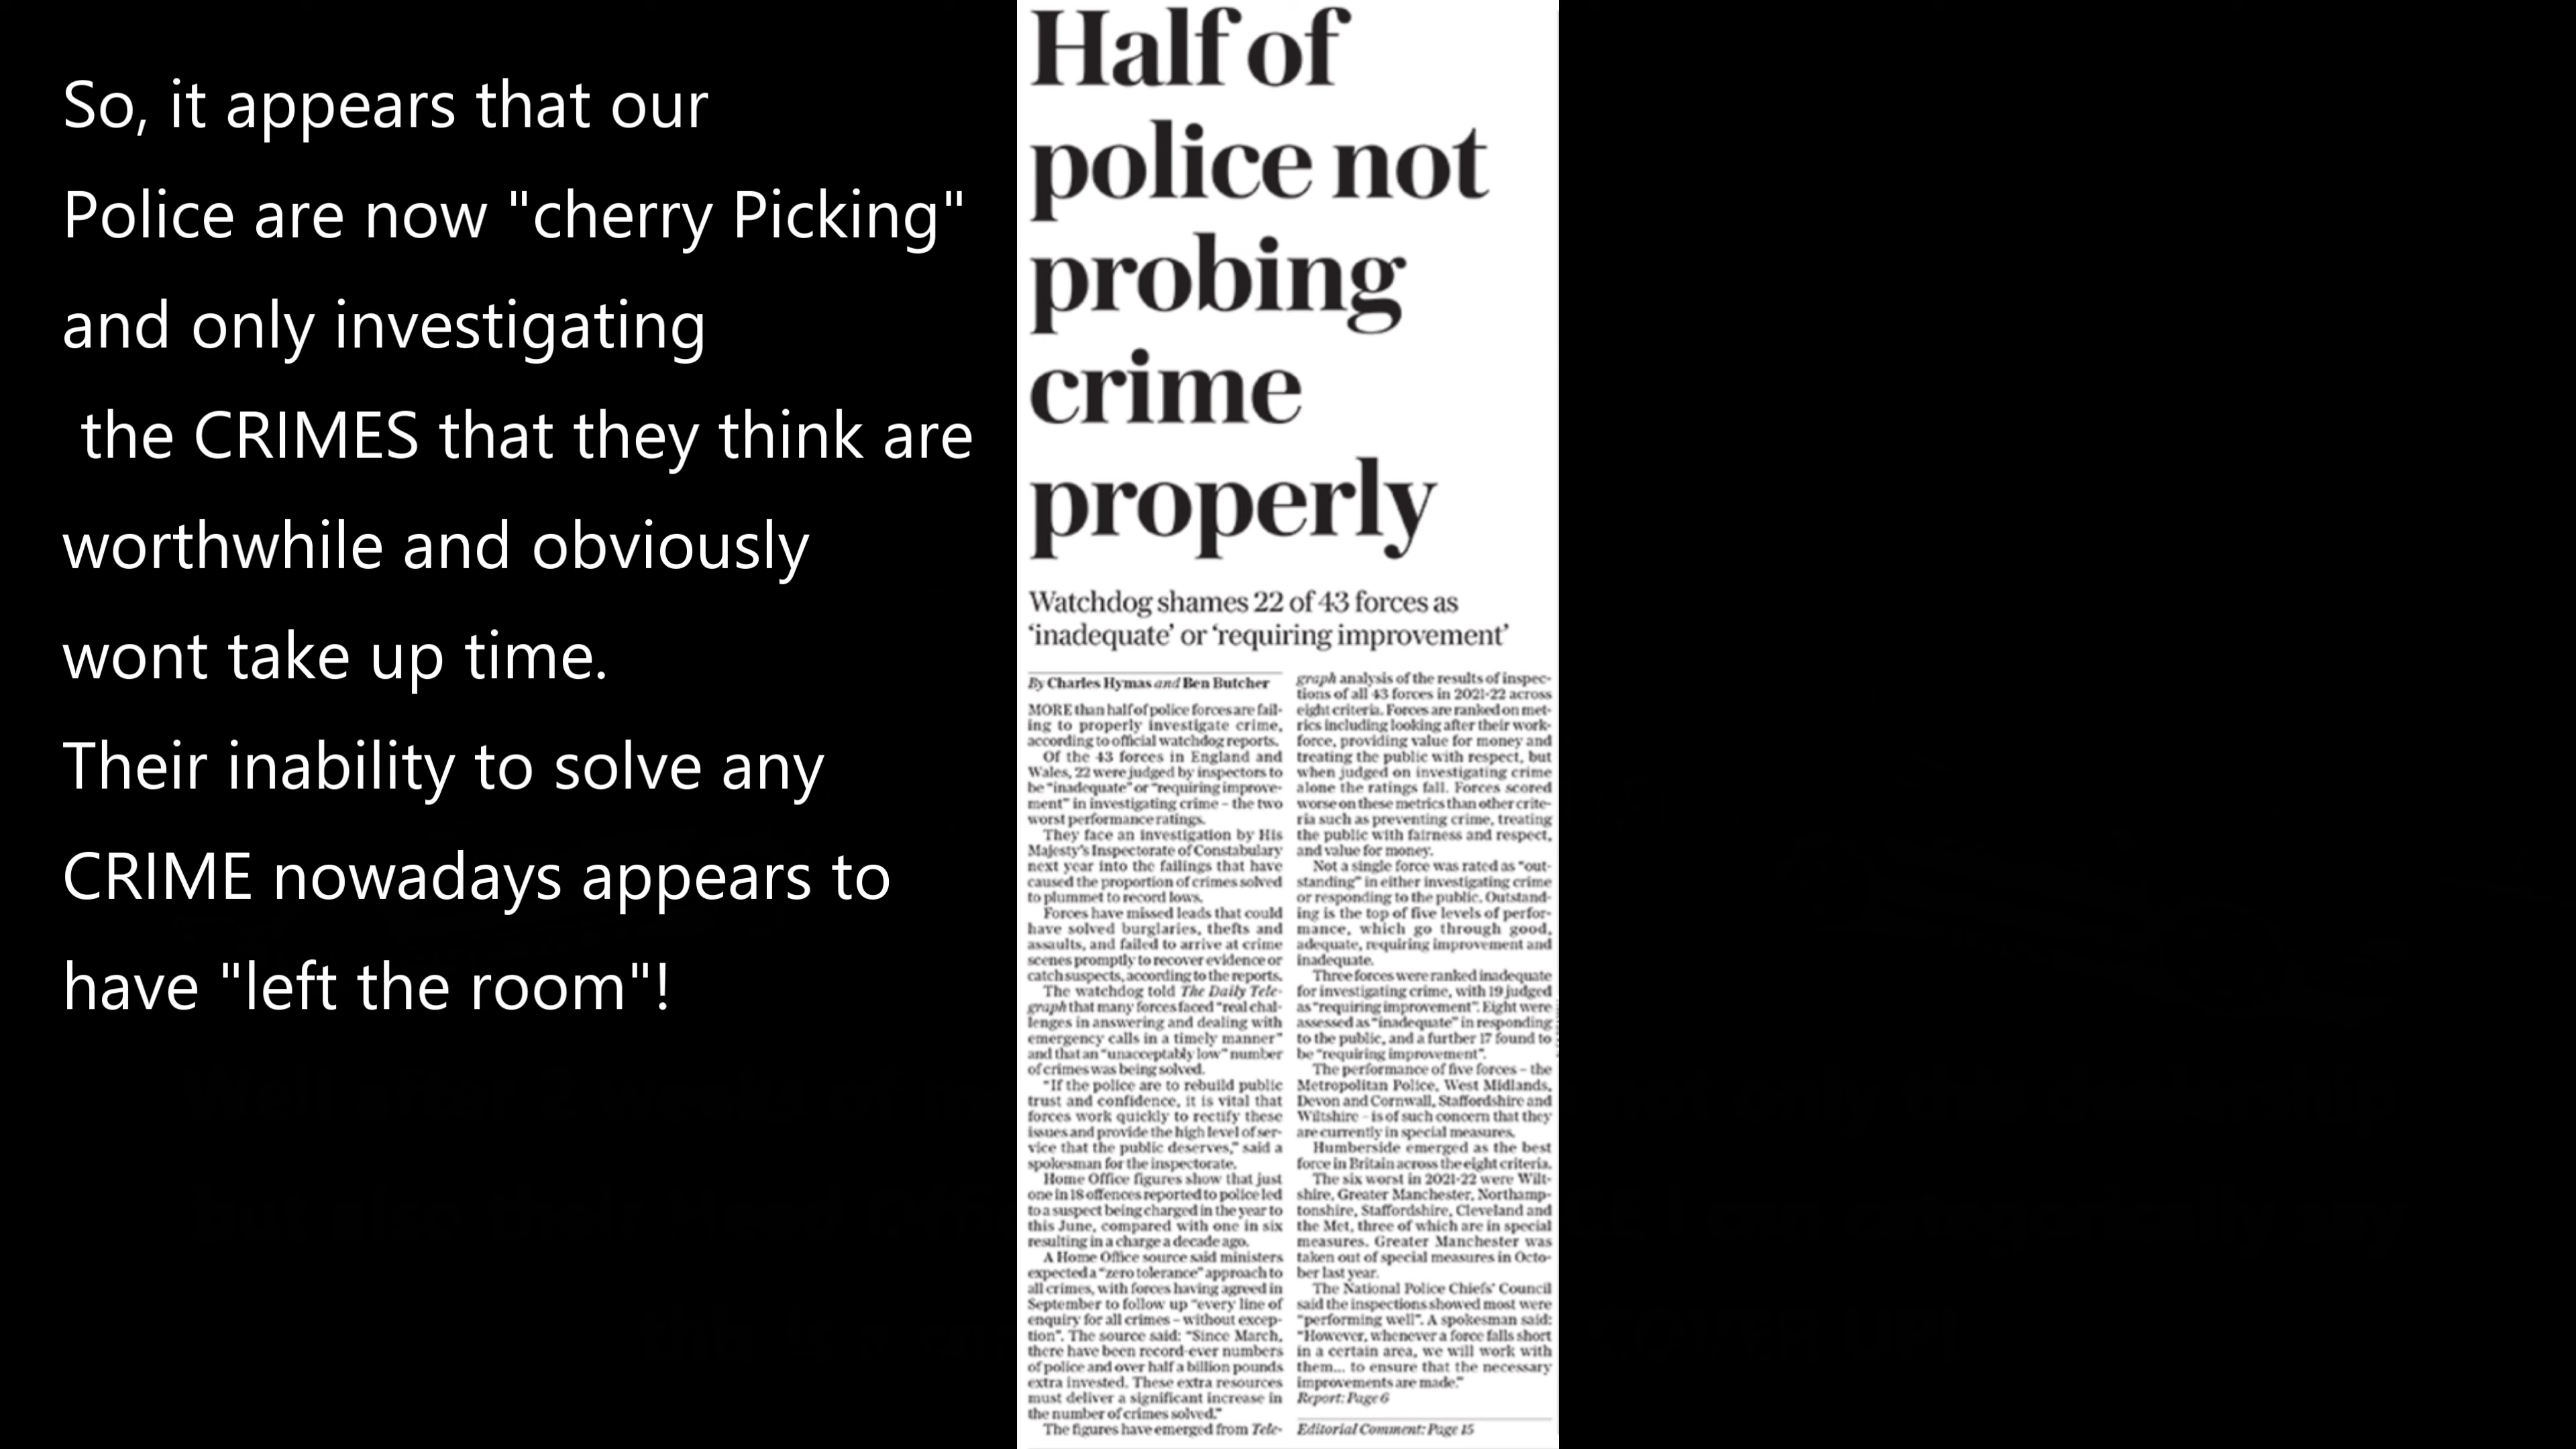 So, it appears that our
Police are now "cherry Picking"
and only investigating
the CRIMES that they think are
worthwhile and obviously
wont take up time.
Their inability to solve any
CRIME nowadays appears to
have "left the room"!
Half of
police not
probing
crime
properly
Watchdog shames 22 of 43 forces as
‘inadequate’ or ‘requiring improvement’
By Charles Hymas and Ben Butcher
MORE than half of police forces are fail-
ing to properly investigate crime,
according to official watchdog reports.
Of the 43 forces in England and
Wales, 22 were judged by inspectors to
be “inadequate” or “requiring improve-
ment” in investigating crime – the two
worst performance ratings.
They face an investigation by His
Majesty’s Inspectorate of Constabulary
next year into the failings that have
caused the proportion of crimes solved
to plummet to record lows.
Forces have missed leads that could
have solved burglaries, thefts and
assaults, and failed to arrive at crime
scenes promptly to recover evidence or
catch suspects, according to the reports.
The watchdog told The Daily Tele-
graph that many forces faced “real chal-
lenges in answering and dealing with
emergency calls in a timely manner”
and that an “unacceptably low” number
of crimes was being solved.
“If the police are to rebuild public
trust and confidence, it is vital that
forces work quickly to rectify these
issues and provide the high level of ser-
vice that the public deserves,” said a
spokesman for the inspectorate.
Home Office figures show that just
one in 18 offences reported to police led
to a suspect being charged in the year to
this June, compared with one in six
resulting in a charge a decade ago.
A Home Office source said ministers
expected a “zero tolerance” approach to
all crimes, with forces having agreed in
September to follow up “every line of
enquiry for all crimes – without excep-
tion”. The source said: “Since March,
there have been record-ever numbers
of police and over half a billion pounds
extra invested. These extra resources
must deliver a significant increase in
the number of crimes solved.”
The figures have emerged from Tele-
graph analysis of the results of inspec-
tions of all 43 forces in 2021-22 across
eight criteria. Forces are ranked on met-
rics including looking after their work-
force, providing value for money and
treating the public with respect, but
when judged on investigating crime
alone the ratings fall. Forces scored
worse on these metrics than other crite-
ria such as preventing crime, treating
the public with fairness and respect,
and value for money.
Not a single force was rated as “out-
standing” in either investigating crime
or responding to the public. Outstand-
ing is the top of five levels of perfor-
mance, which go through good,
adequate, requiring improvement and
inadequate.
Three forces were ranked inadequate
for investigating crime, with 19 judged
as “requiring improvement”. Eight were
assessed as “inadequate” in responding
to the public, and a further 17 found to
be “requiring improvement”.
The performance of five forces – the
Metropolitan Police, West Midlands,
Devon and Cornwall, Staffordshire and
Wiltshire – is of such concern that they
are currently in special measures.
Humberside emerged as the best
force in Britain across the eight criteria.
The six worst in 2021-22 were Wilt-
shire, Greater Manchester, Northamp-
tonshire, Staffordshire, Cleveland and
the Met, three of which are in special
measures. Greater Manchester was
taken out of special measures in Octo-
ber last year.
The National Police Chiefs’ Council
said the inspections showed most were
“performing well”. A spokesman said:
“However, whenever a force falls short
in a certain area, we will work with
them... to ensure that the necessary
improvements are made.”
Report: Page 6
Editorial Comment: Page 15